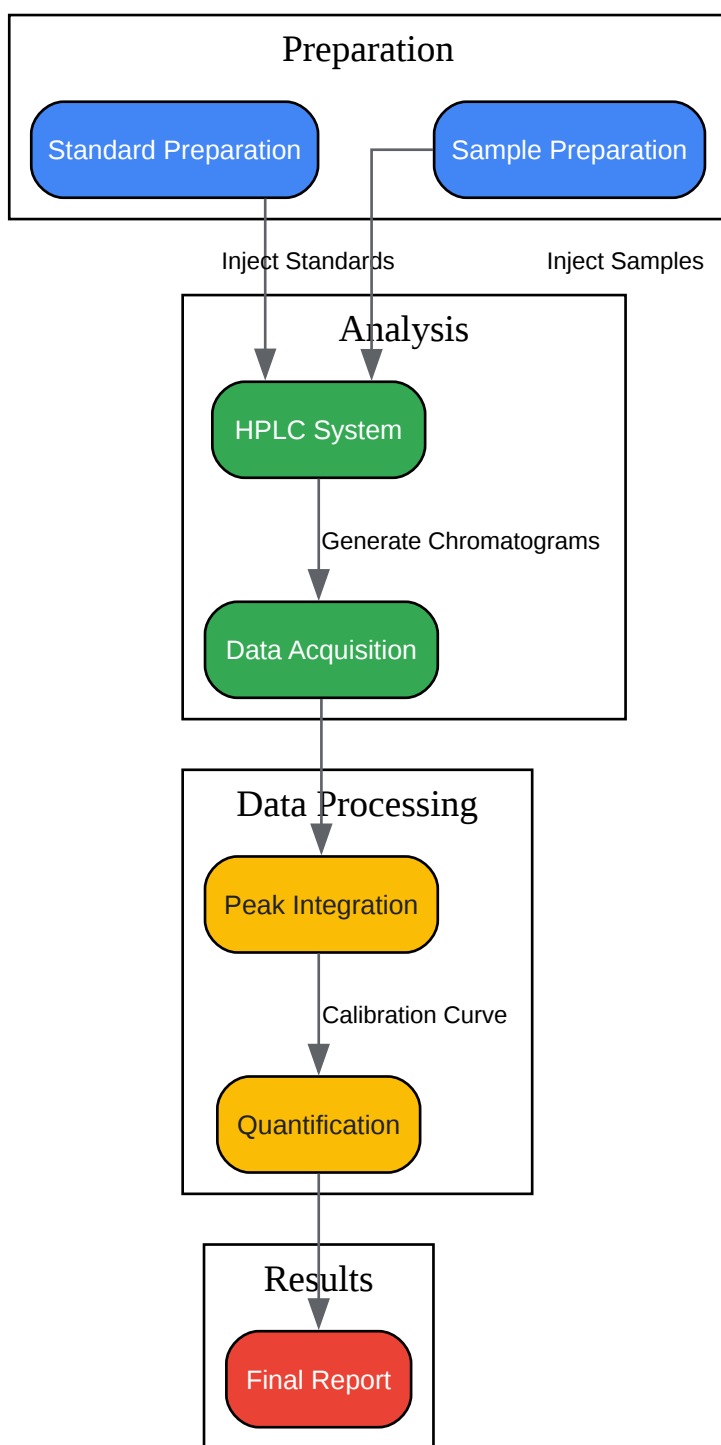 Preparation
Standard Preparation
Sample Preparation
Inject Standards
Inject Samples
Analysis
HPLC System
Generate Chromatograms
Data Acquisition
Data Processing
Peak Integration
Calibration Curve
Quantification
Results
Final Report